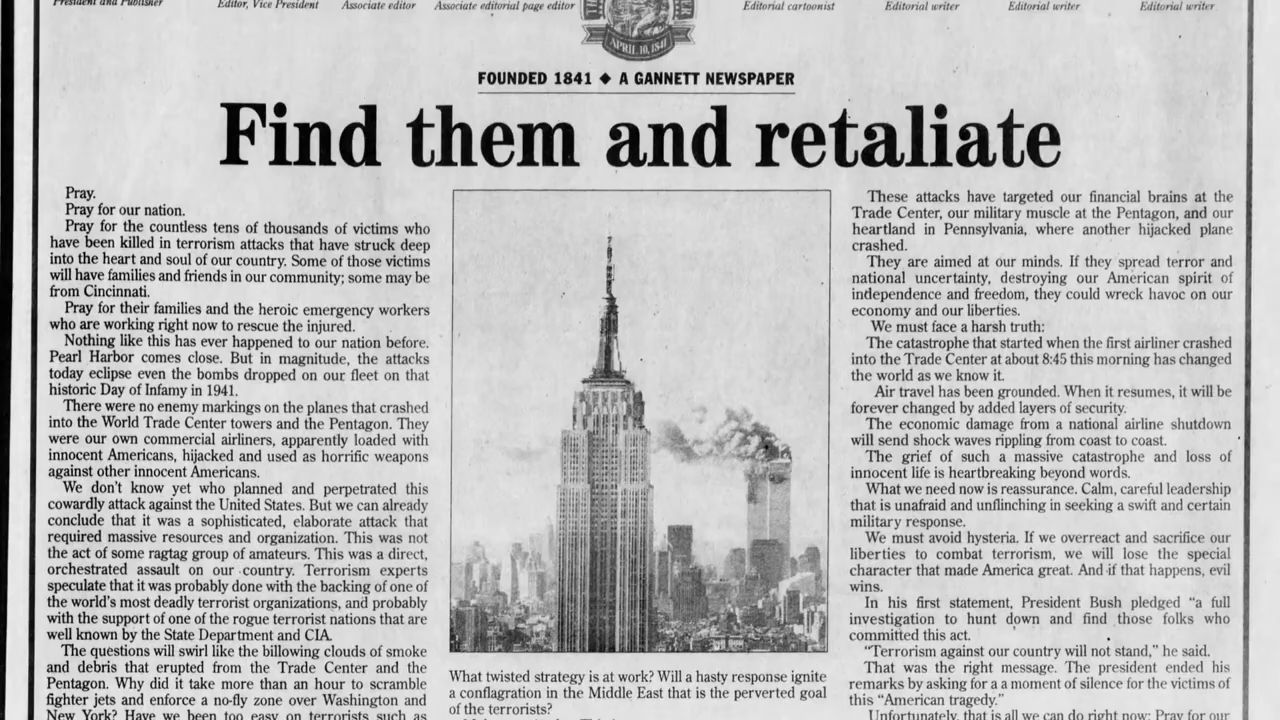 President and Publisher
Editor, Vice President
Associate editor
Associate editorial page editor
Editorial cartoonist
Editorial writer
Editorial writer
Editorial writer
APRIL 10, 1841
FOUNDED 1841 ◆ A GANNETT NEWSPAPER
Find them and retaliate
Pray.
Pray for our nation.
Pray for the countless tens of thousands of victims who
have been killed in terrorism attacks that have struck deep
into the heart and soul of our country. Some of those victims
will have families and friends in our community; some may be
from Cincinnati.
Pray for their families and the heroic emergency workers
who are working right now to rescue the injured.
Nothing like this has ever happened to our nation before.
Pearl Harbor comes close. But in magnitude, the attacks
today eclipse even the bombs dropped on our fleet on that
historic Day of Infamy in 1941.
There were no enemy markings on the planes that crashed
into the World Trade Center towers and the Pentagon. They
were our own commercial airliners, apparently loaded with
innocent Americans, hijacked and used as horrific weapons
against other innocent Americans.
We don't know yet who planned and perpetrated this
cowardly attack against the United States. But we can already
conclude that it was a sophisticated, elaborate attack that
required massive resources and organization. This was not
the act of some ragtag group of amateurs. This was a direct,
orchestrated assault on our country. Terrorism experts
speculate that it was probably done with the backing of one of
the world's most deadly terrorist organizations, and probably
with the support of one of the rogue terrorist nations that are
well known by the State Department and CIA.
The questions will swirl like the billowing clouds of smoke
and debris that erupted from the Trade Center and the
Pentagon. Why did it take more than an hour to scramble
fighter jets and enforce a no-fly zone over Washington and
New York? Have we been too easy on terrorists such as
What twisted strategy is at work? Will a hasty response ignite
a conflagration in the Middle East that is the perverted goal
of the terrorists?
These attacks have targeted our financial brains at the
Trade Center, our military muscle at the Pentagon, and our
heartland in Pennsylvania, where another hijacked plane
crashed.
They are aimed at our minds. If they spread terror and
national uncertainty, destroying our American spirit of
independence and freedom, they could wreck havoc on our
economy and our liberties.
We must face a harsh truth:
The catastrophe that started when the first airliner crashed
into the Trade Center at about 8:45 this morning has changed
the world as we know it.
Air travel has been grounded. When it resumes, it will be
forever changed by added layers of security.
The economic damage from a national airline shutdown
will send shock waves rippling from coast to coast.
The grief of such a massive catastrophe and loss of
innocent life is heartbreaking beyond words.
What we need now is reassurance. Calm, careful leadership
that is unafraid and unflinching in seeking a swift and certain
military response.
We must avoid hysteria. If we overreact and sacrifice our
liberties to combat terrorism, we will lose the special
character that made America great. And if that happens, evil
wins.
In his first statement, President Bush pledged "a full
investigation to hunt down and find those folks who
committed this act.
"Terrorism against our country will not stand," he said.
That was the right message. The president ended his
remarks by asking for a a moment of silence for the victims of
this "American tragedy."
Unfortunately, that is all we can do right now: Pray for our